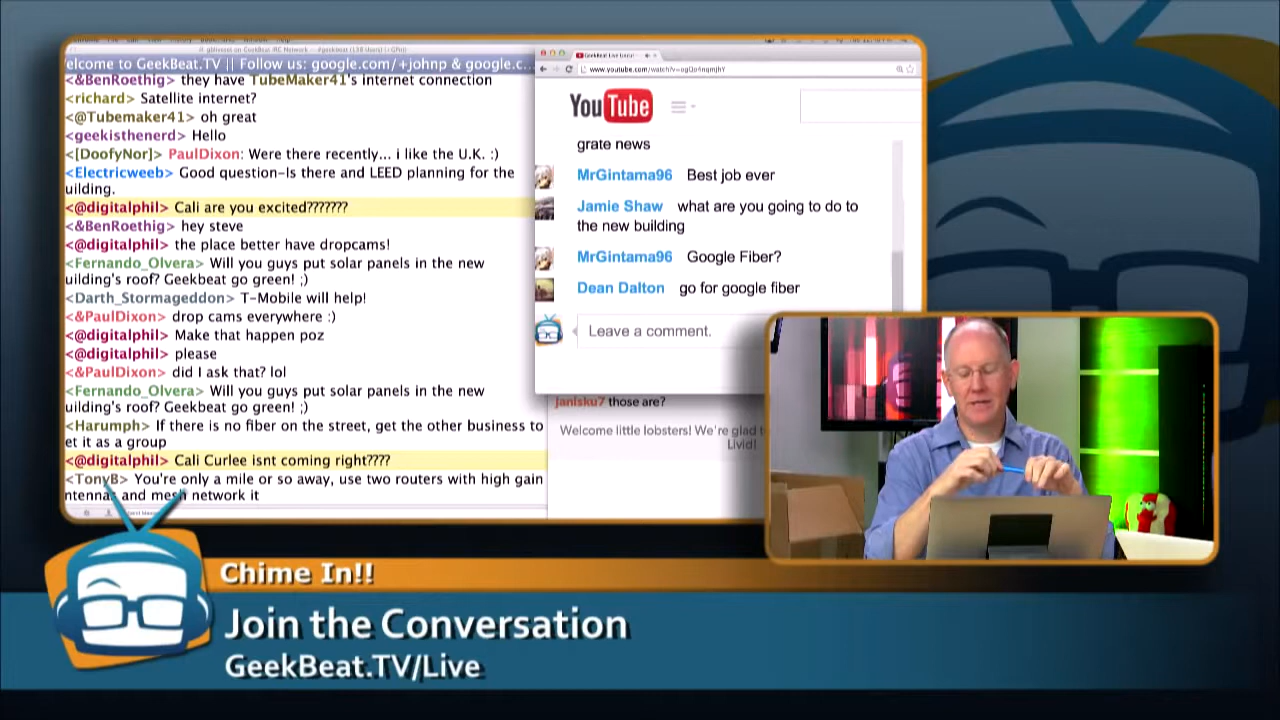 elcome to GeekBeat.TV || Follow us: google.com/+johnp & google.c...
<&BenRoethig> they have TubeMaker41's internet connection
<richard> Satellite internet?
<@Tubemaker41> oh great
<geekisthenerd> Hello
<[DoofyNor]> PaulDixon: Were there recently... i like the U.K. :)
<Electricweeb> Good question-Is there and LEED planning for the
uilding.
<@digitalphil> Cali are you excited???????
<&BenRoethig> hey steve
<@digitalphil> the place better have dropcams!
<Fernando_Olvera> Will you guys put solar panels in the new
uilding's roof? Geekbeat go green! ;)
<Darth_Stormageddon> T-Mobile will help!
<&PaulDixon> drop cams everywhere :)
<@digitalphil> Make that happen poz
<@digitalphil> please
<&PaulDixon> did I ask that? lol
<Fernando_Olvera> Will you guys put solar panels in the new
uilding's roof? Geekbeat go green! ;)
<Harumph> If there is no fiber on the street, get the other business to
et it as a group
<@digitalphil> Cali Curlee isnt coming right????
<TonyB> You're only a mile or so away, use two routers with high gain
ntennas and mesh network it
YouTube
grate news
MrGintama96 Best job ever
Jamie Shaw what are you going to do to
the new building
MrGintama96 Google Fiber?
Dean Dalton go for google fiber
Leave a comment.
janisku7 those are?
Welcome little lobsters! We're glad
Livid!
Chime In!!
Join the Conversation
GeekBeat.TV/Live